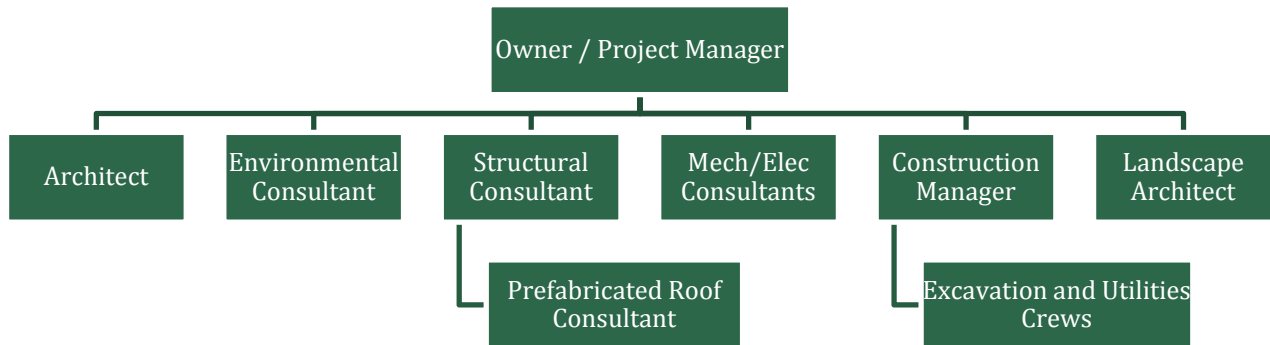 Owner / Project Manager
Architect
Environmental
Consultant
Structural
Consultant
Mech/Elec
Consultants
Construction
Manager
Landscape
Architect
Prefabricated Roof
Consultant
Excavation and Utilities
Crews